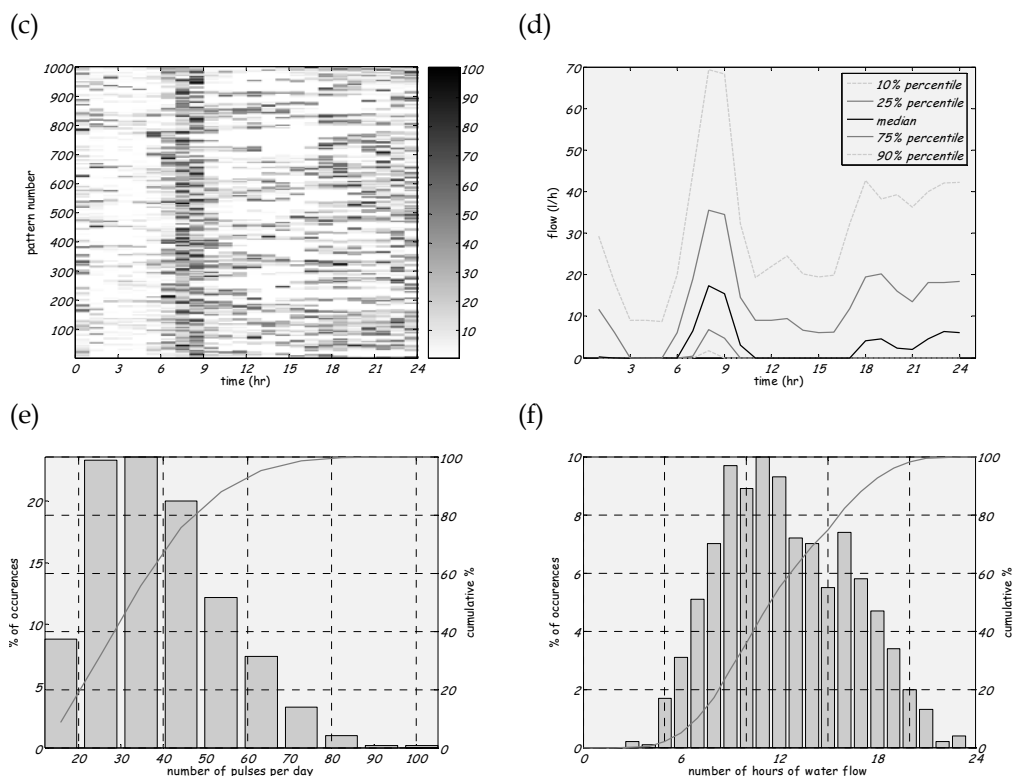 (c)
1000
900
800
700
600
500
400
300
200
100
pattern number
0 3 6 9 12 15 18 21 24
time (hr)
100
90
80
70
60
50
40
30
20
10
(d)
70
60
50
40
30
20
10
0
flow (l/h)
3 6 9 12 15 18 21 24
time (hr)
10% percentile
25% percentile
median
75% percentile
90% percentile
(e)
20
15
10
5
0
% of occurences
20 30 40 50 60 70 80 90 100
number of pulses per day
100
80
60
40
20
0
cumulative %
(f)
10
8
6
4
2
0
% of occurences
6 12 18 24
number of hours of water flow
100
80
60
40
20
0
cumulative %